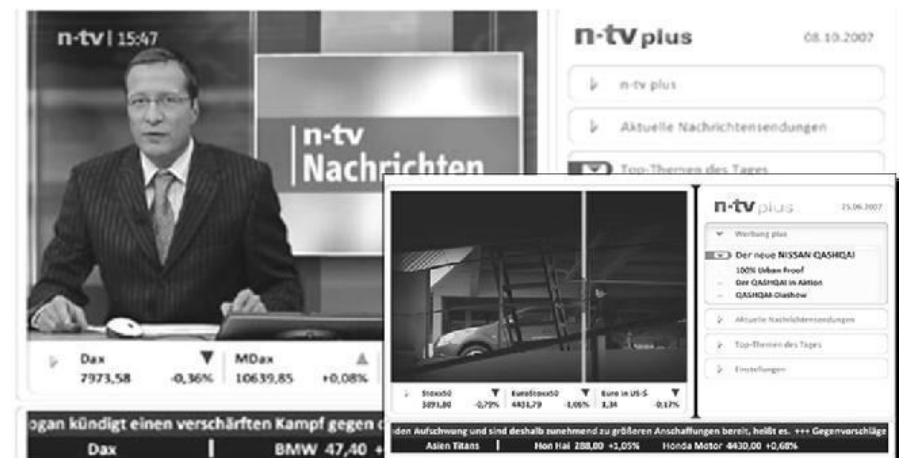 n-tv | 15:47
n-tv
Nachrichten
Dax MDax
7973,58 -0,36% 10639,85 +0,08%
ogan kündigt einen verschärften Kampf gegen
Dax BMW 47,40
n-tv plus 08.10.2007
n-tv plus
Aktuelle Nachrichtensendungen
Top-Themen des Tages
n-tv plus 25.06.2007
Werbung plus
Der neue NISSAN QASHQAI
100% Urban Proof
Der QASHQAI in Aktion
QASHQAI-Diashow
Aktuelle Nachrichtensendungen
Top-Themen des Tages
Einstellungen
Stoxx50 EuroStoxx50 Euro in US-$
3893,80 -0,79% 4431,79 -1,05% 1,34 -0,17%
den Aufschwung und sind deshalb zunehmend zu größeren Anschaffungen bereit, heißt es. +++ Gegenvorschläge
Asien Titans Hon Hai 288,00 +1,05% Honda Motor 4430,00 +0,68%